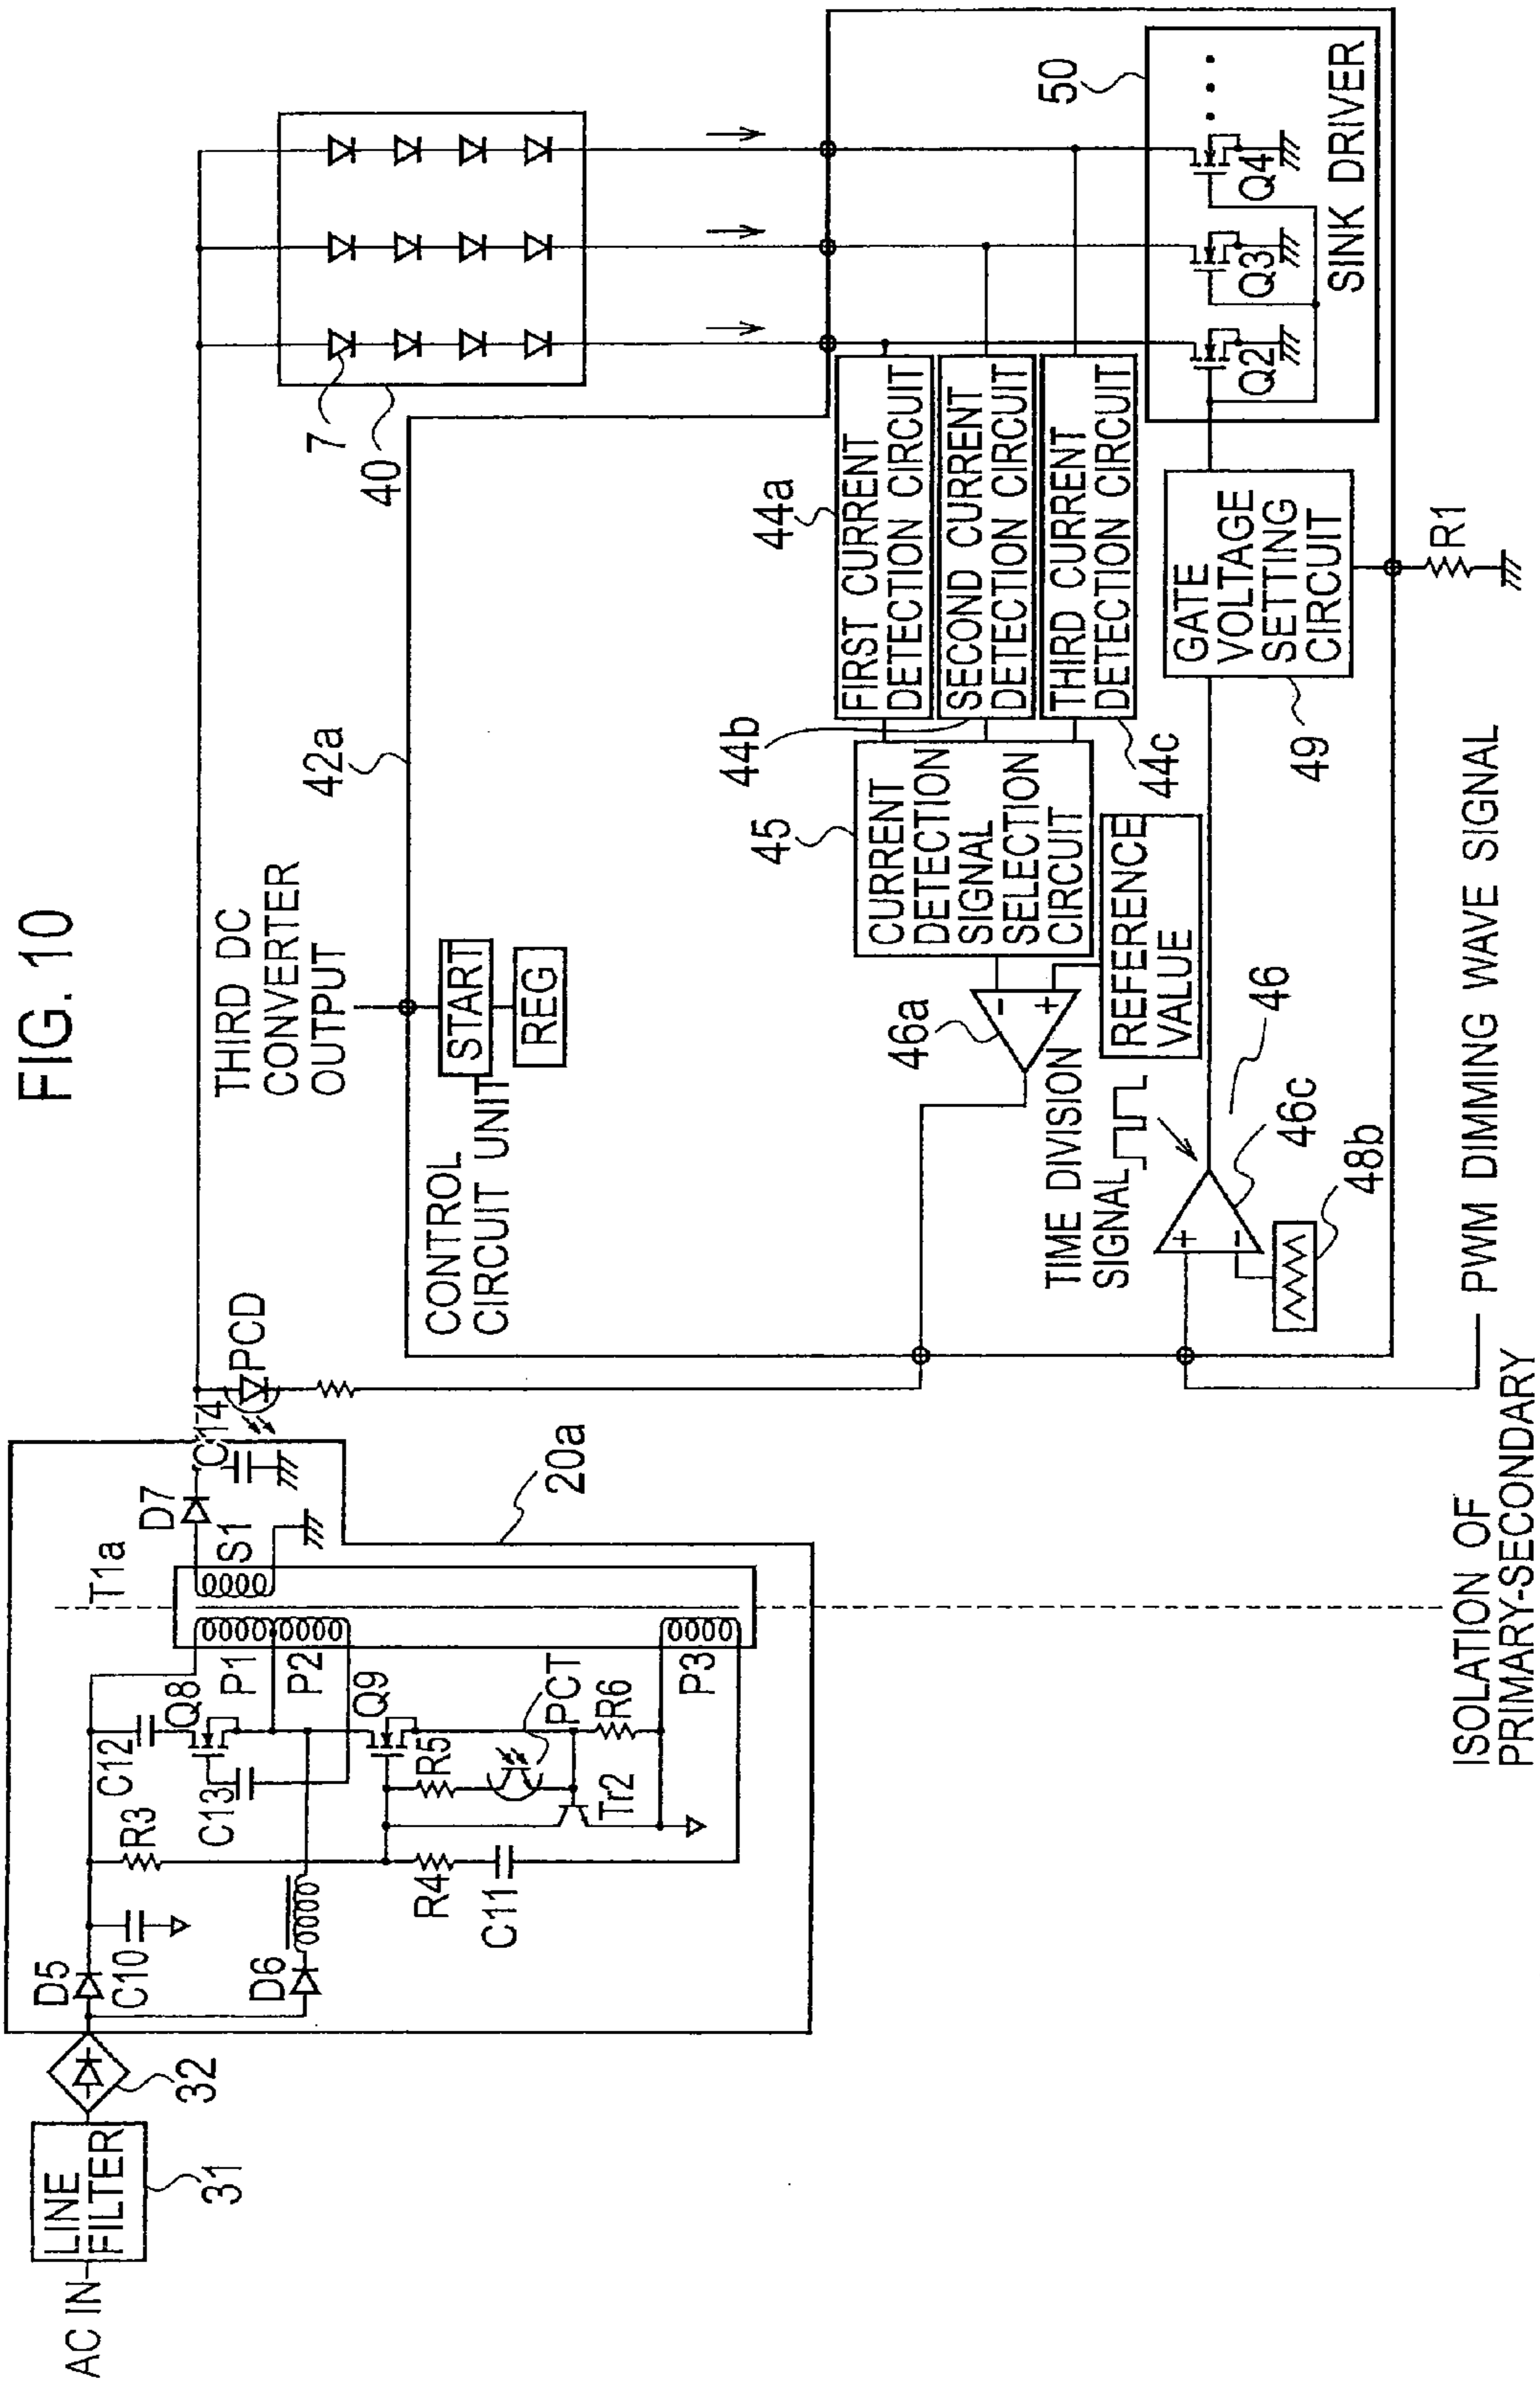 FIG. 10
AC IN
LINE
FILTER
31
32
D5
C10
D6
R3
C12
Q8
C13
R4
C11
Q9
R5
PCT
Tr2
R6
P1
P2
P3
T1a
S1
D7
C14
20a
PCD
ISOLATION OF
PRIMARY-SECONDARY
THIRD DC
CONVERTER
OUTPUT
42a
CONTROL
CIRCUIT UNIT
START
REG
7
40
44a
FIRST CURRENT
DETECTION CIRCUIT
44b
SECOND CURRENT
DETECTION CIRCUIT
THIRD CURRENT
DETECTION CIRCUIT
44c
45
CURRENT
DETECTION
SIGNAL
SELECTION
CIRCUIT
46a
-
+
REFERENCE
VALUE
TIME DIVISION
SIGNAL
+
-
46
46c
48b
PWM DIMMING WAVE SIGNAL
GATE
VOLTAGE
SETTING
CIRCUIT
49
R1
50
Q2
Q3
Q4
SINK DRIVER